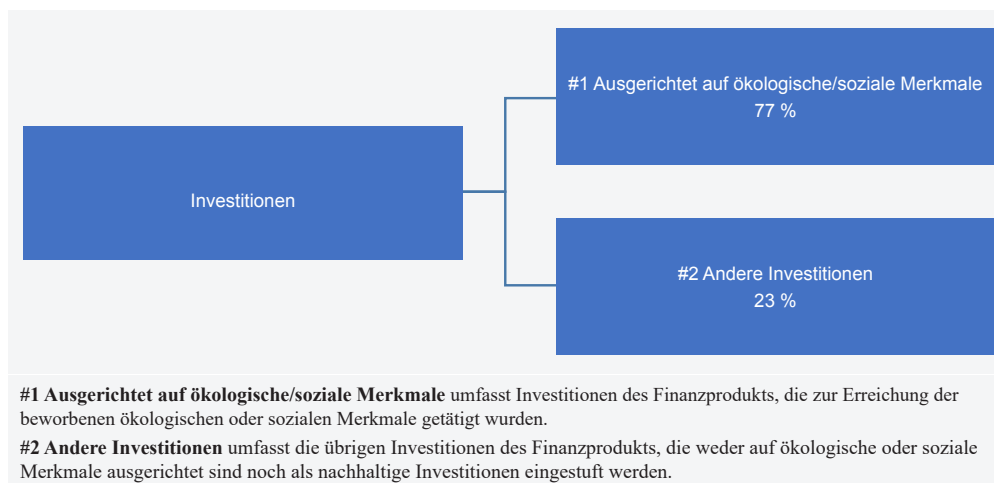 #1 Ausgerichtet auf ökologische/soziale Merkmale
77 %
Investitionen
#2 Andere Investitionen
23 %
#1 Ausgerichtet auf ökologische/soziale Merkmale umfasst Investitionen des Finanzprodukts, die zur Erreichung der
beworbenen ökologischen oder sozialen Merkmale getätigt wurden.
#2 Andere Investitionen umfasst die übrigen Investitionen des Finanzprodukts, die weder auf ökologische oder soziale
Merkmale ausgerichtet sind noch als nachhaltige Investitionen eingestuft werden.